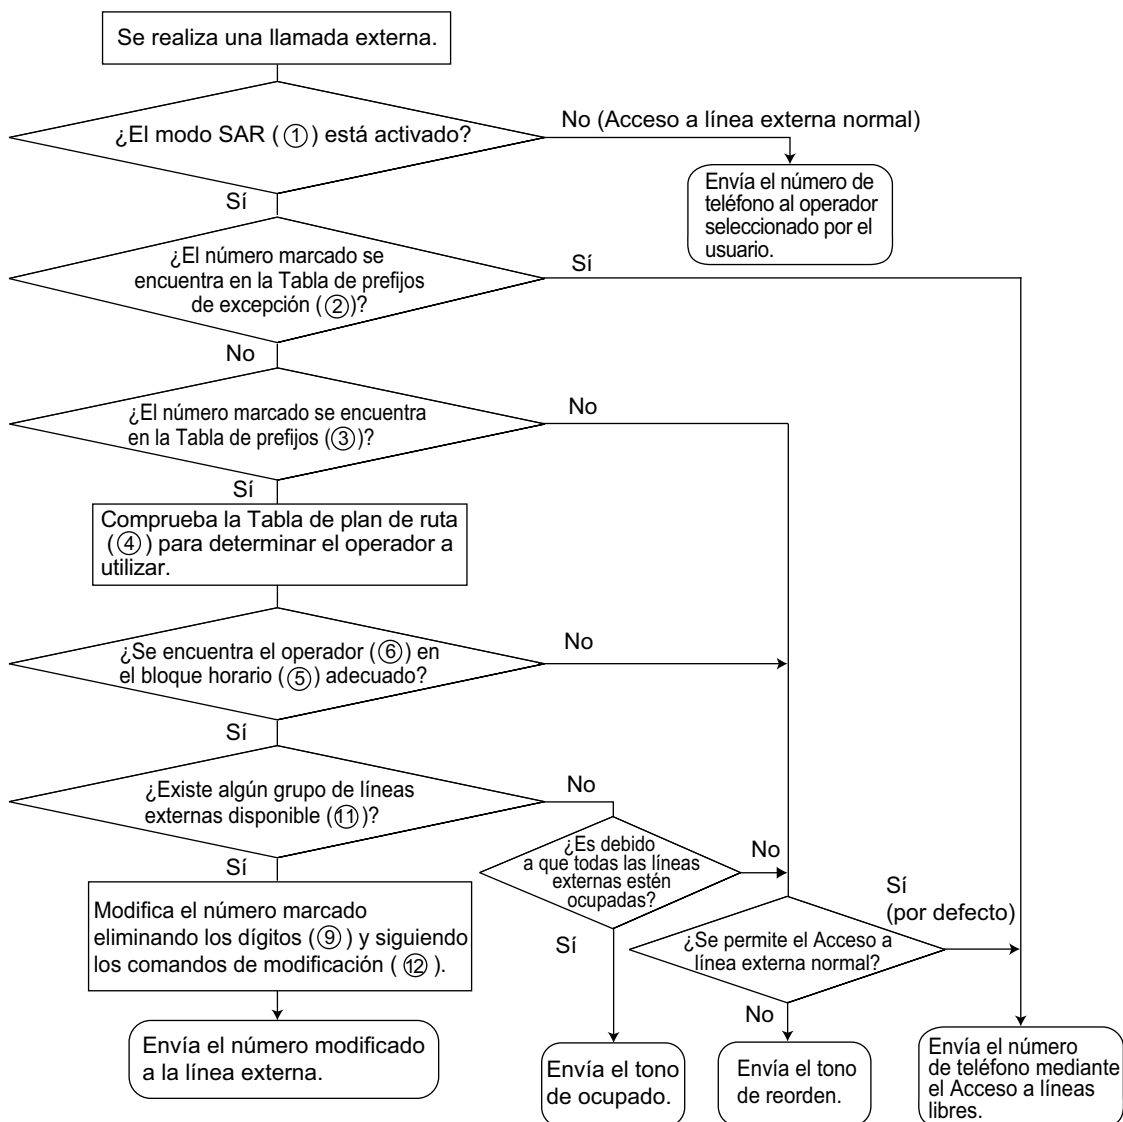 Se realiza una llamada externa.
¿El modo SAR (①) está activado?
No (Acceso a línea externa normal)
Envía el número de
teléfono al operador
seleccionado por el
usuario.
Sí
¿El número marcado se
encuentra en la Tabla de prefijos
de excepción (②)?
Sí
No
¿El número marcado se encuentra
en la Tabla de prefijos (③)?
No
Sí
Comprueba la Tabla de plan de ruta
(④) para determinar el operador a
utilizar.
¿Se encuentra el operador (⑥) en
el bloque horario (⑤) adecuado?
No
Sí
¿Existe algún grupo de líneas
externas disponible (⑪)?
No
Sí
¿Es debido
a que todas las líneas
externas estén
ocupadas?
No
Sí
Modifica el número marcado
eliminando los dígitos (⑨) y siguiendo
los comandos de modificación (⑫).
¿Se permite el Acceso a
línea externa normal?
Sí
(por defecto)
No
Envía el número modificado
a la línea externa.
Envía el tono
de ocupado.
Envía el tono
de reorden.
Envía el número
de teléfono mediante
el Acceso a líneas
libres.